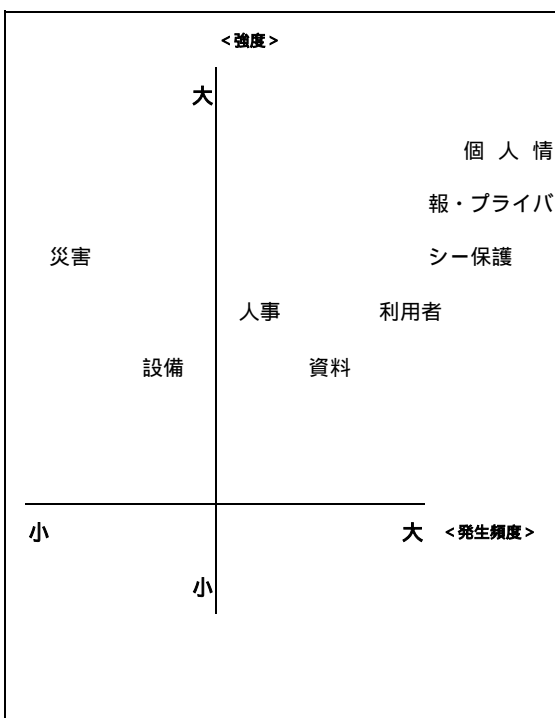 <強度>
大
個人情
報・プライバ
災害 シー保護
人事 利用者
設備 資料
小 大 <発生頻度>
小